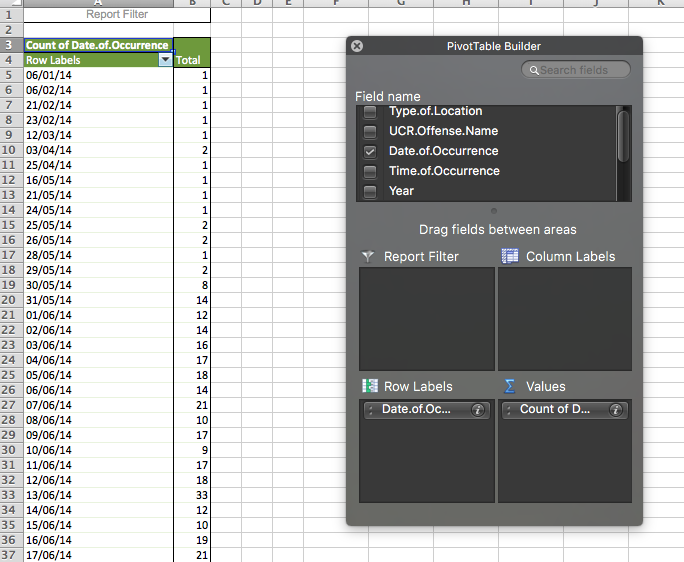 A B C D E F G H I J K
1 Report Filter
2
3 Count of Date.of.Occurrence
4 Row Labels Total
5 06/01/14 1
6 06/02/14 1
7 21/02/14 1
8 23/02/14 1
9 12/03/14 1
10 03/04/14 2
11 25/04/14 1
12 16/05/14 1
13 21/05/14 1
14 24/05/14 1
15 25/05/14 2
16 26/05/14 2
17 28/05/14 1
18 29/05/14 2
19 30/05/14 8
20 31/05/14 14
21 01/06/14 12
22 02/06/14 14
23 03/06/14 16
24 04/06/14 17
25 05/06/14 18
26 06/06/14 14
27 07/06/14 21
28 08/06/14 10
29 09/06/14 17
30 10/06/14 9
31 11/06/14 17
32 12/06/14 18
33 13/06/14 33
34 14/06/14 12
35 15/06/14 10
36 16/06/14 19
37 17/06/14 21
PivotTable Builder
Search fields
Field name
Type.of.Location
UCR.Offense.Name
Date.of.Occurrence
Time.of.Occurrence
Year
Drag fields between areas
Report Filter Column Labels
Row Labels Values
Date.of.Oc... Count of D...